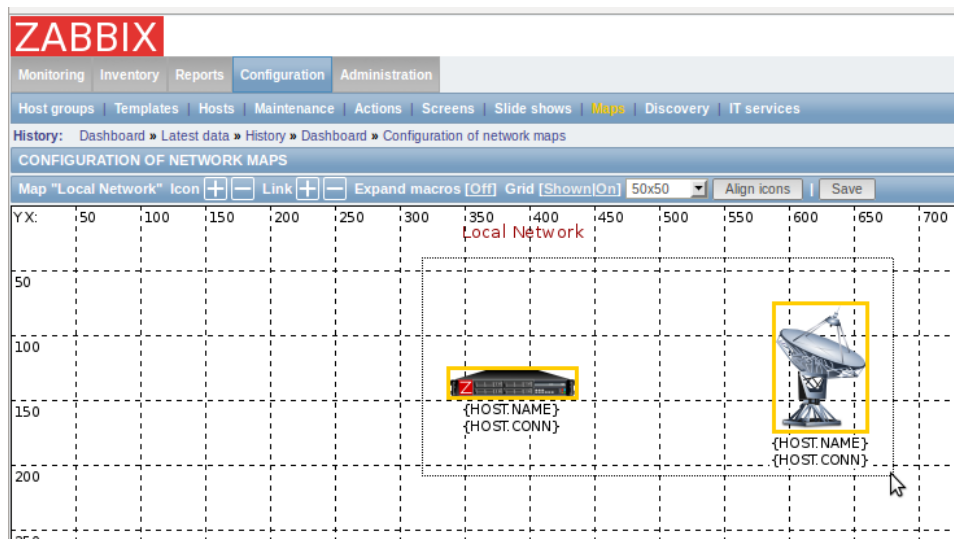 ZABBIX
Monitoring Inventory Reports Configuration Administration
Host groups | Templates | Hosts | Maintenance | Actions | Screens | Slide shows | Maps | Discovery | IT services
History: Dashboard » Latest data » History » Dashboard » Configuration of network maps
CONFIGURATION OF NETWORK MAPS
Map "Local Network" Icon + − Link + − Expand macros [Off] Grid [Shown|On] 50x50 Align icons | Save
Y X: 50 100 150 200 250 300 350 400 450 500 550 600 650 700
Local Network
50
100
Z
150
{HOST.NAME}
{HOST.CONN}
{HOST.NAME}
{HOST.CONN}
200
250